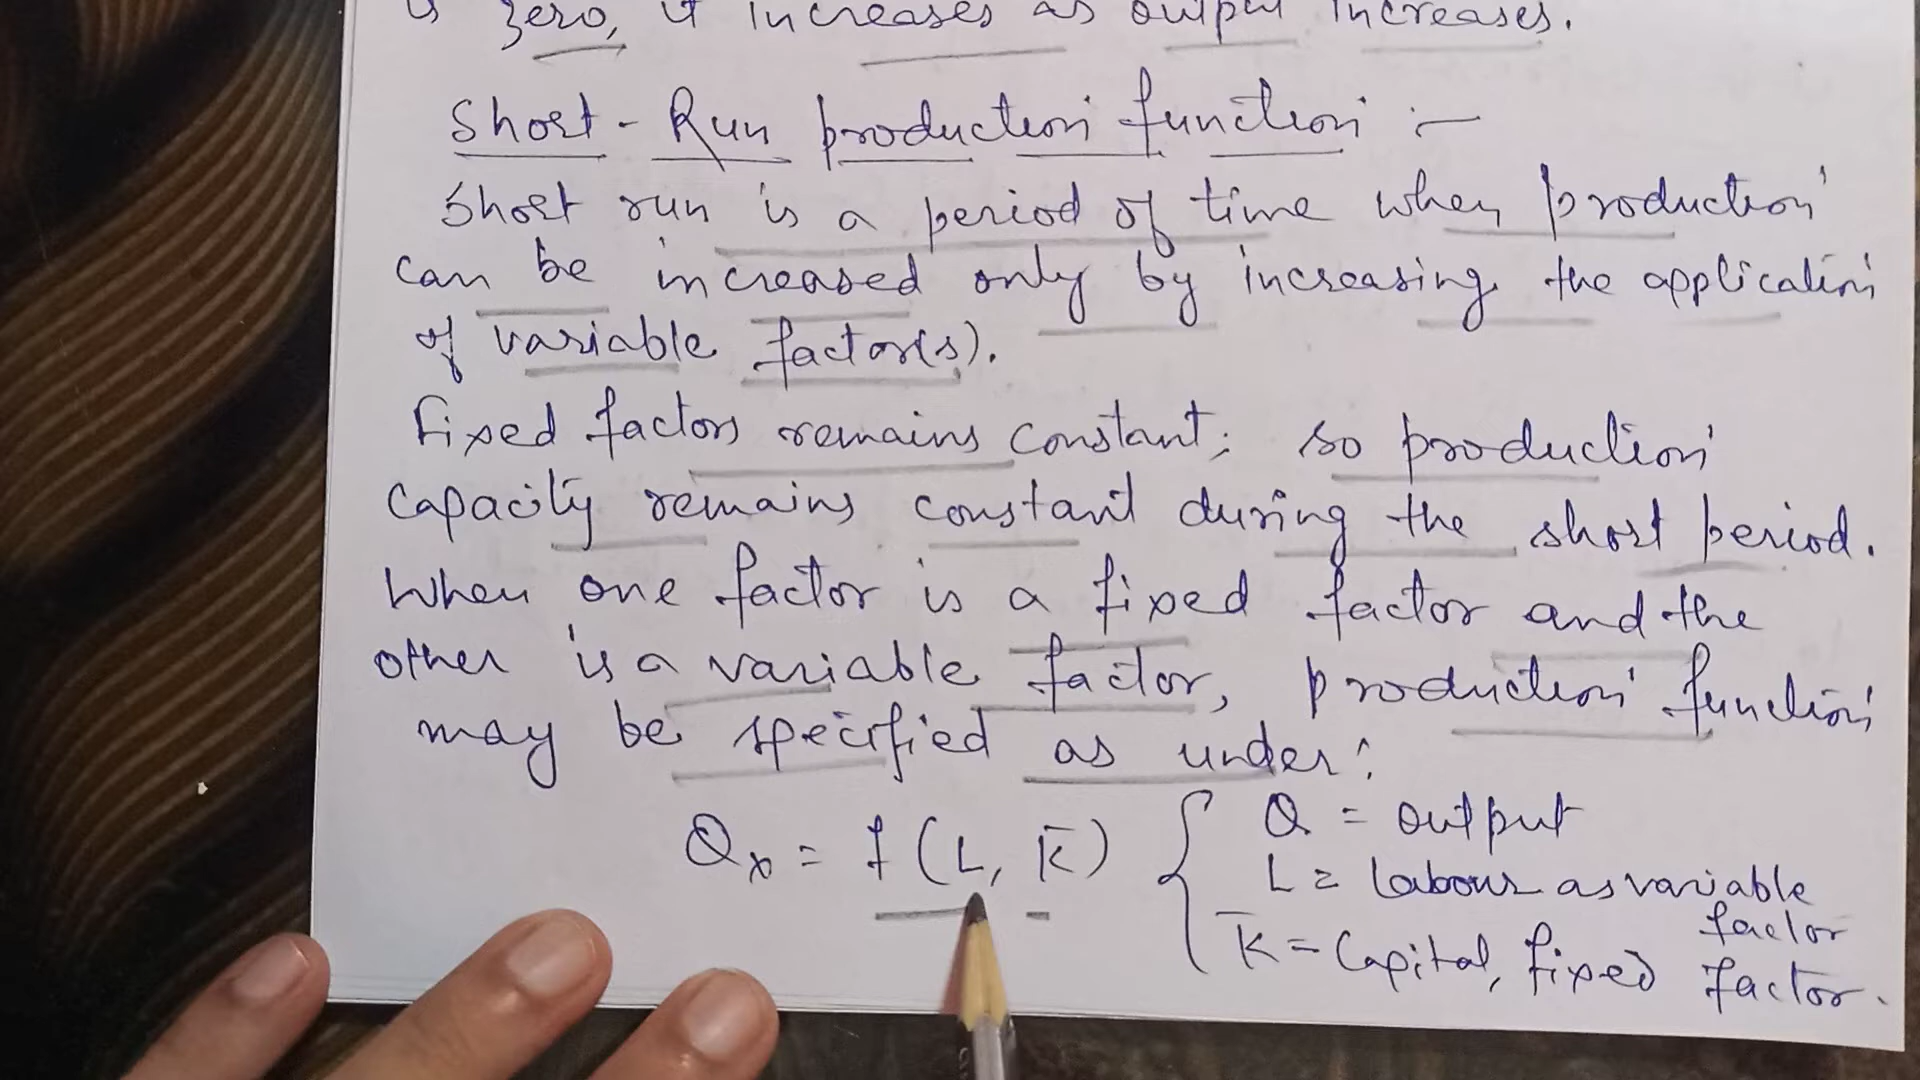 is zero, it increases as output increases.
Short-Run production function :-
Short run is a period of time when production
can be increased only by increasing the application
of variable factor(s).
Fixed factors remains constant; so production
capacity remains constant during the short period.
When one factor is a fixed factor and the
other is a variable factor, production function
may be specified as under:
Qx = f (L, K̄) { Q = output
L = labour as variable
factor
K̄ = Capital, fixed factor.